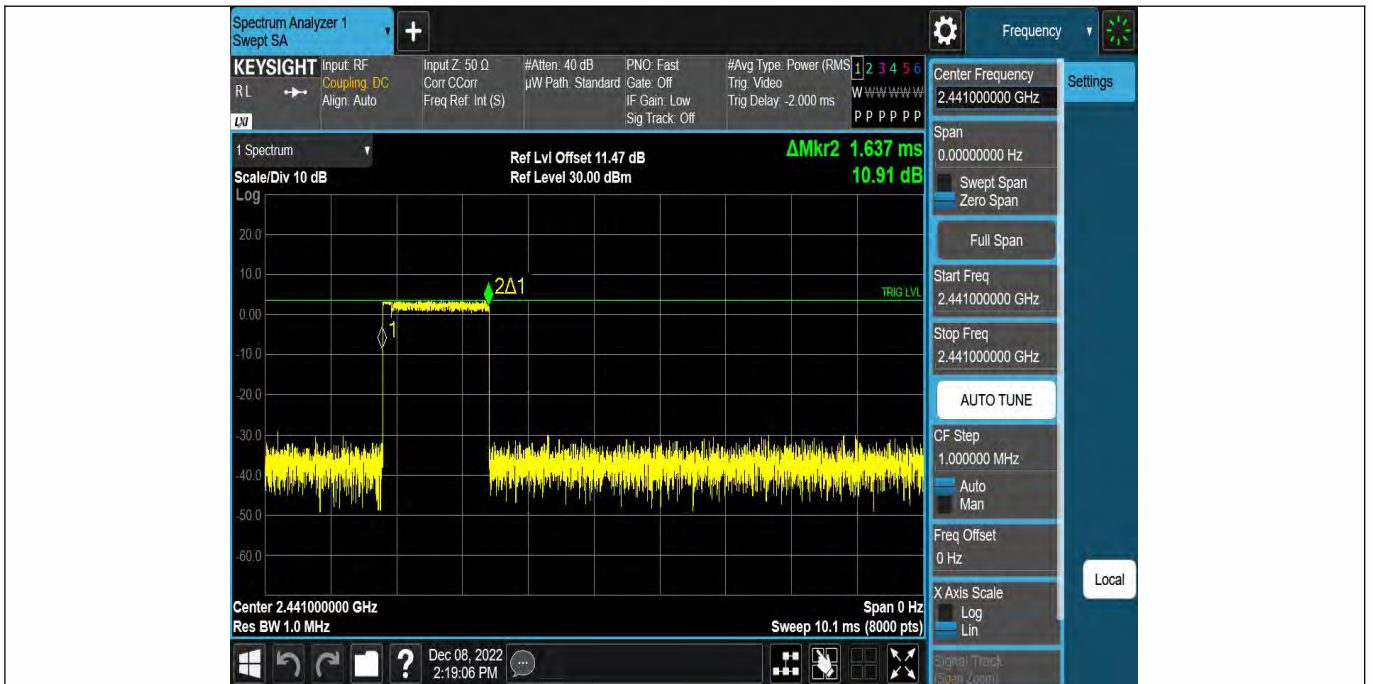 Spectrum Analyzer 1
Swept SA
+
Frequency
KEYSIGHT
RL
LXI
Input: RF
Coupling: DC
Align: Auto
Input Z: 50 Ω
Corr CCorr
Freq Ref: Int (S)
#Atten: 40 dB
µW Path: Standard
PNO: Fast
Gate: Off
IF Gain: Low
Sig Track: Off
#Avg Type: Power (RMS
Trig: Video
Trig Delay: -2.000 ms
1 2 3 4 5 6
W W W W W W
P P P P P P
1 Spectrum
Scale/Div 10 dB
Log
Ref Lvl Offset 11.47 dB
Ref Level 30.00 dBm
ΔMkr2 1.637 ms
10.91 dB
20.0
10.0
0.00
-10.0
-20.0
-30.0
-40.0
-50.0
-60.0
2Δ1
1
TRIG LVL
Center 2.441000000 GHz
Res BW 1.0 MHz
Span 0 Hz
Sweep 10.1 ms (8000 pts)
Dec 08, 2022
2:19:06 PM
?
Center Frequency
2.441000000 GHz
Settings
Span
0.00000000 Hz
Swept Span
Zero Span
Full Span
Start Freq
2.441000000 GHz
Stop Freq
2.441000000 GHz
AUTO TUNE
CF Step
1.000000 MHz
Auto
Man
Freq Offset
0 Hz
X Axis Scale
Log
Lin
Signal Track
(Span Zoom)
Local